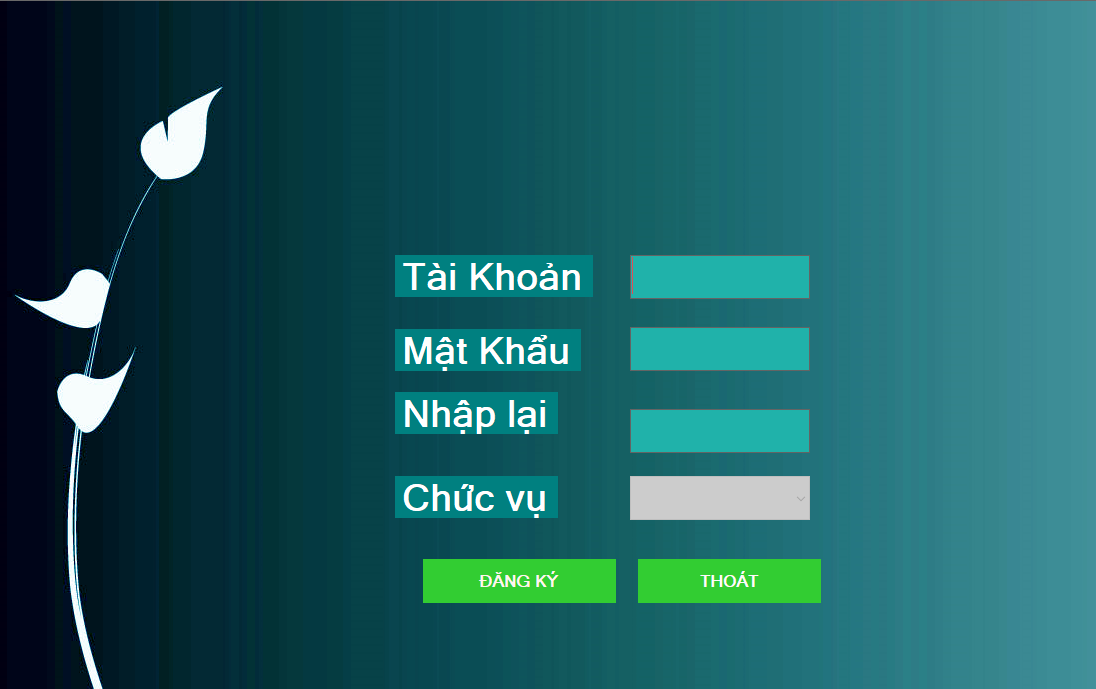 Tài Khoản
Mật Khẩu
Nhập lại
Chức vụ
ĐĂNG KÝ THOÁT